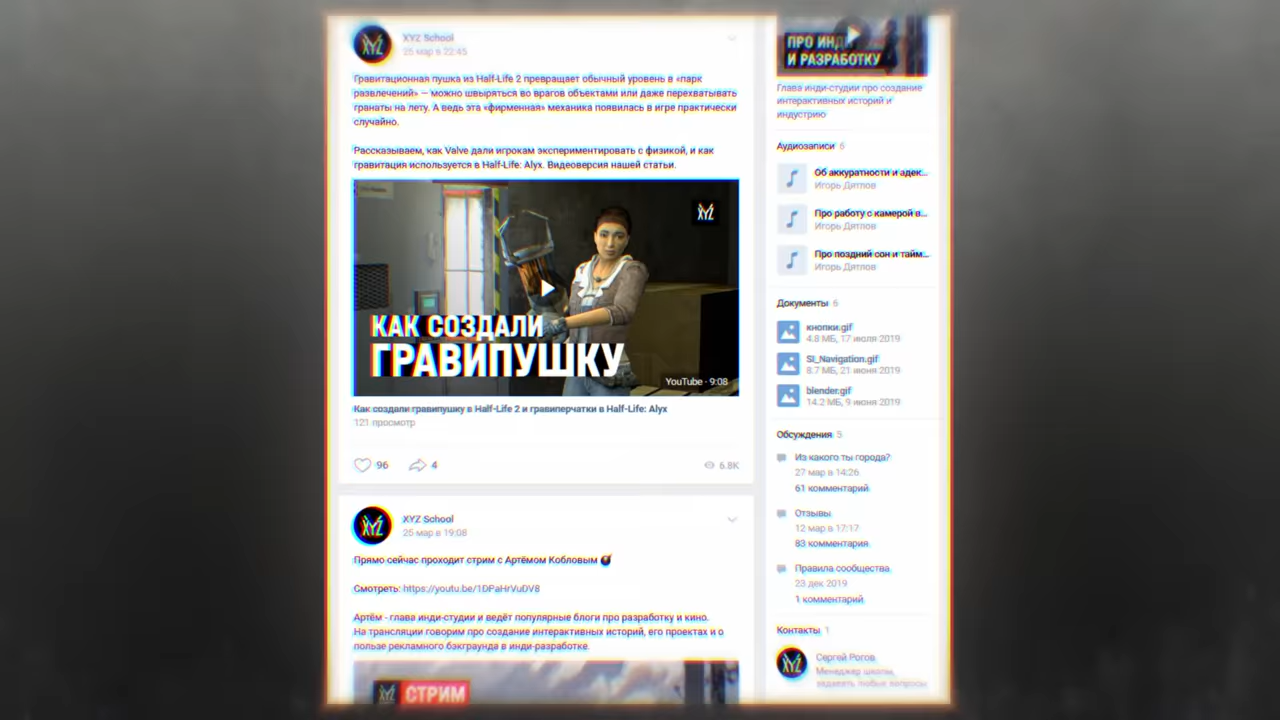 XYZ School
25 мар в 22:45
Гравитационная пушка из Half-Life 2 превращает обычный уровень в «парк
развлечений» — можно швыряться во врагов объектами или даже перехватывать
гранаты на лету. А ведь эта «фирменная» механика появилась в игре практически
случайно.
Рассказываем, как Valve дали игрокам экспериментировать с физикой, и как
гравитация используется в Half-Life: Alyx. Видеоверсия нашей статьи.
XYZ
КАК СОЗДАЛИ
ГРАВИПУШКУ
YouTube · 9:08
Как создали гравипушку в Half-Life 2 и гравиперчатки в Half-Life: Alyx
121 просмотр
96
4
6.8K
XYZ
XYZ School
25 мар в 19:08
Прямо сейчас проходит стрим с Артёмом Кобловым
Смотреть: https://youtu.be/1DPaHrVuDV8
Артём - глава инди-студии и ведёт популярные блоги про разработку и кино.
На трансляции говорим про создание интерактивных историй, его проектах и о
пользе рекламного бэкграунда в инди-разработке.
XYZ
СТРИМ
ПРО ИНДИ
И РАЗРАБОТКУ
Глава инди-студии про создание
интерактивных историй и
индустрию
Аудиозаписи 6
Об аккуратности и адек...
Игорь Дятлов
Про работу с камерой в...
Игорь Дятлов
Про поздний сон и тайм...
Игорь Дятлов
Документы 6
кнопки.gif
4.8 МБ, 17 июля 2019
SI_Navigation.gif
8.7 МБ, 21 июня 2019
blender.gif
14.2 МБ, 9 июня 2019
Обсуждения 5
Из какого ты города?
27 мар в 14:26
61 комментарий
Отзывы
12 мар в 17:17
83 комментария
Правила сообщества
23 дек 2019
1 комментарий
Контакты 1
XYZ
Сергей Рогов
Менеджер школы,
задавать любые вопросы